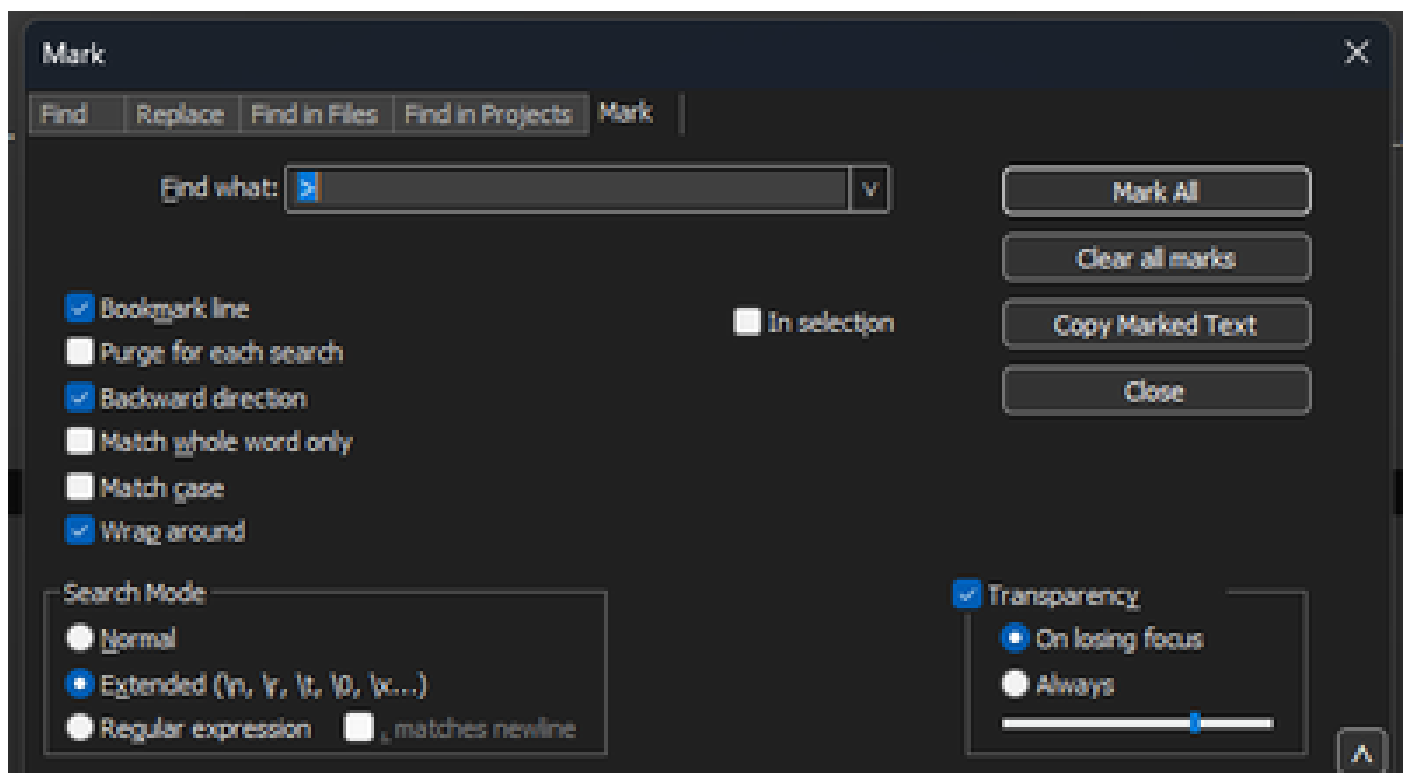 Mark
Find Replace Find in Files Find in Projects Mark
Find what: > v
Mark All
Clear all marks
Bookmark line
In selection
Copy Marked Text
Purge for each search
Backward direction
Close
Match whole word only
Match case
Wrap around
Search Mode
Transparency
Normal
On losing focus
Extended (\n, \r, \t, \0, \x...)
Always
Regular expression . matches newline